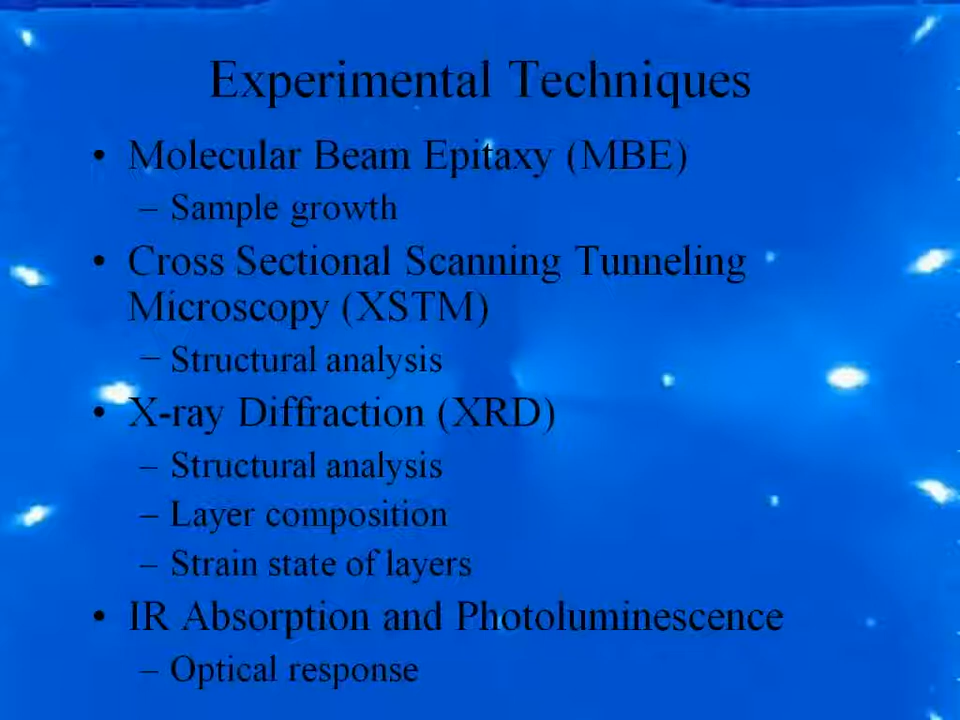 Experimental Techniques
• Molecular Beam Epitaxy (MBE)
– Sample growth
• Cross Sectional Scanning Tunneling
Microscopy (XSTM)
– Structural analysis
• X-ray Diffraction (XRD)
– Structural analysis
– Layer composition
– Strain state of layers
• IR Absorption and Photoluminescence
– Optical response